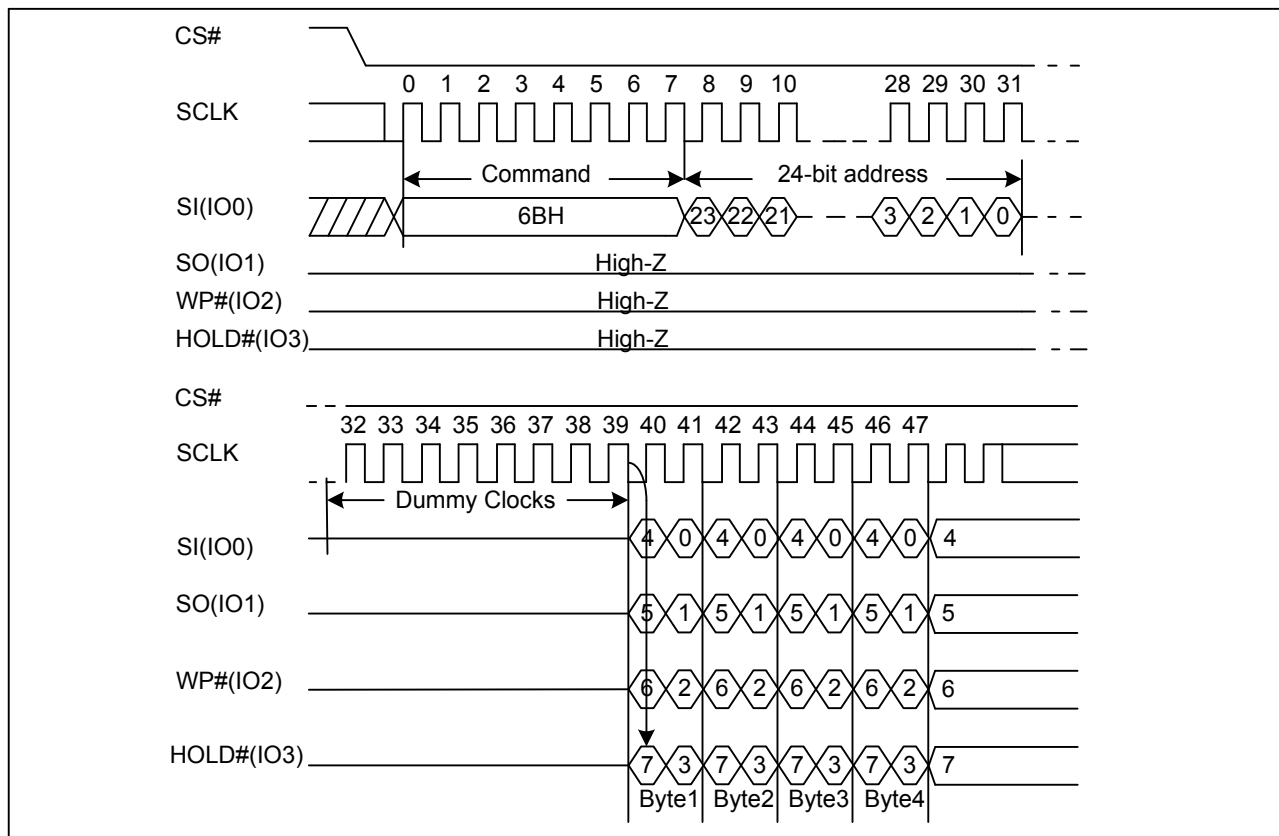 CS#
0 1 2 3 4 5 6 7 8 9 10 28 29 30 31
SCLK
Command 24-bit address
SI(IO0) 6BH 23 22 21 3 2 1 0
SO(IO1) High-Z
WP#(IO2) High-Z
HOLD#(IO3) High-Z
CS#
32 33 34 35 36 37 38 39 40 41 42 43 44 45 46 47
SCLK
Dummy Clocks
SI(IO0) 4 0 4 0 4 0 4 0 4
SO(IO1) 5 1 5 1 5 1 5 1 5
WP#(IO2) 6 2 6 2 6 2 6 2 6
HOLD#(IO3) 7 3 7 3 7 3 7 3 7
Byte1 Byte2 Byte3 Byte4